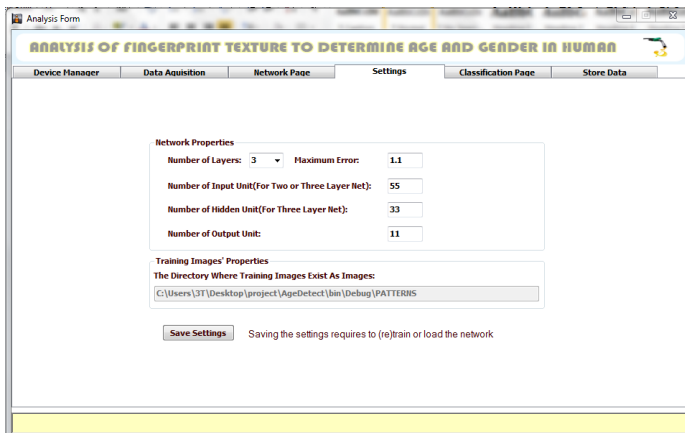 Analysis Form
ANALYSIS OF FINGERPRINT TEXTURE TO DETERMINE AGE AND GENDER IN HUMAN
Device Manager Data Aquisition Network Page Settings Classification Page Store Data
Network Properties
Number of Layers: 3 Maximum Error: 1.1
Number of Input Unit(For Two or Three Layer Net): 55
Number of Hidden Unit(For Three Layer Net): 33
Number of Output Unit: 11
Training Images' Properties
The Directory Where Training Images Exist As Images:
C:\Users\3T\Desktop\project\AgeDetect\bin\Debug\PATTERNS
Save Settings Saving the settings requires to (re)train or load the network